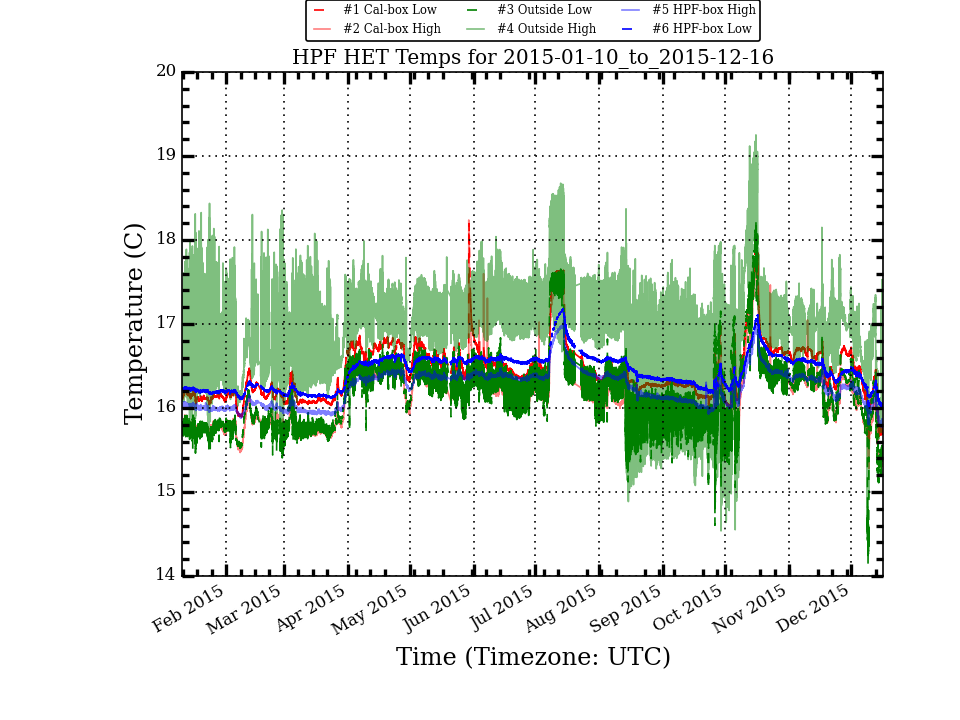 #1 Cal-box Low #3 Outside Low #5 HPF-box High
#2 Cal-box High #4 Outside High #6 HPF-box Low
HPF HET Temps for 2015-01-10_to_2015-12-16
20
19
18
17
16
15
14
Temperature (C)
Feb 2015 Mar 2015 Apr 2015 May 2015 Jun 2015 Jul 2015 Aug 2015 Sep 2015 Oct 2015 Nov 2015 Dec 2015
Time (Timezone: UTC)